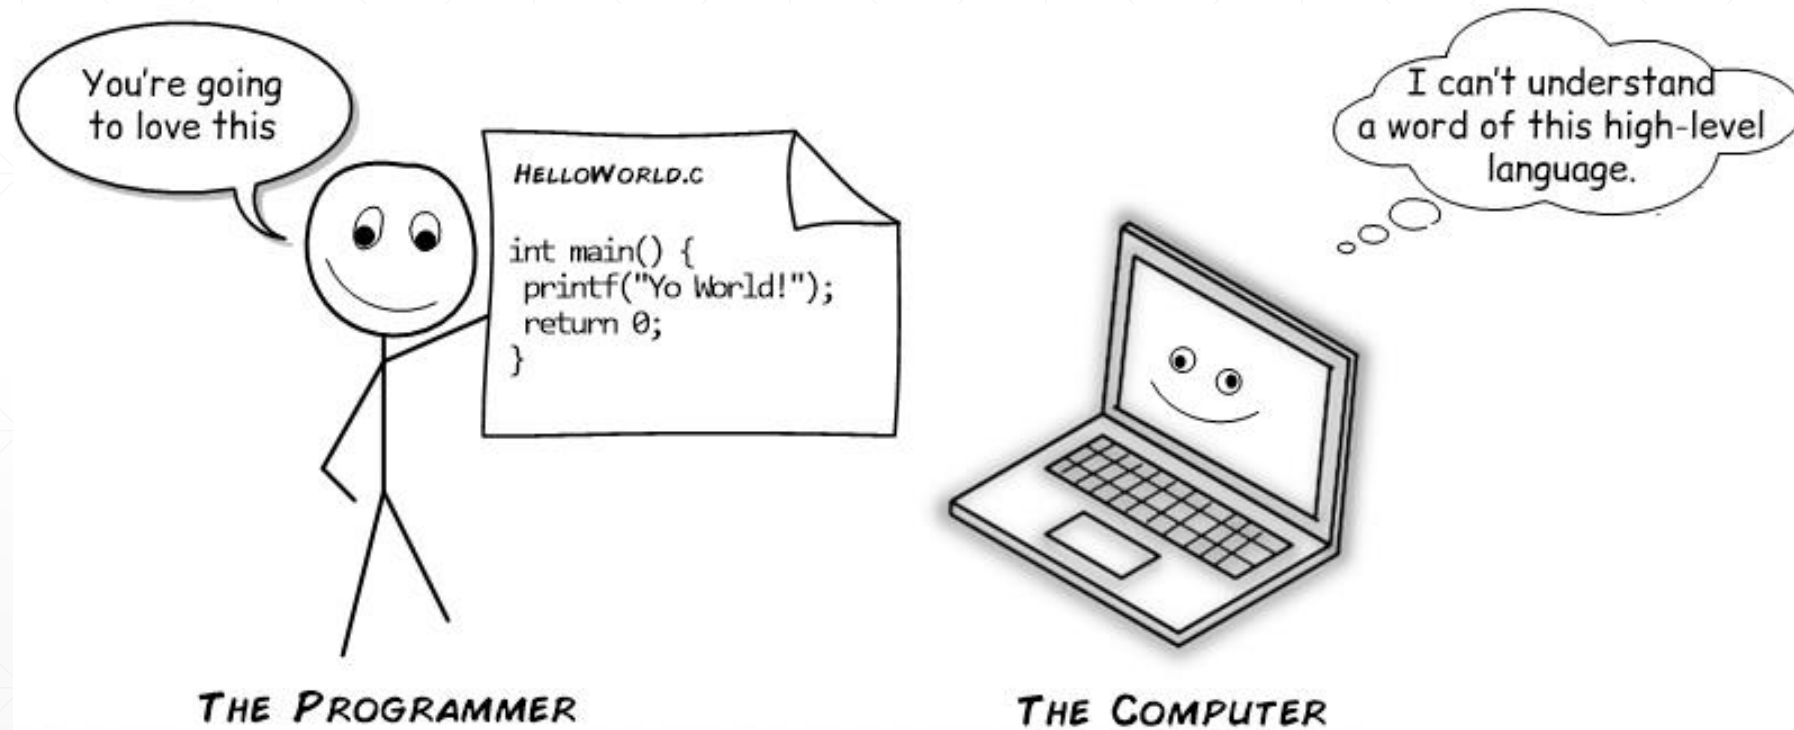 You're going
to love this
HELLOWORLD.C
int main() {
printf("Yo World!");
return 0;
}
I can't understand
a word of this high-level
language.
THE PROGRAMMER
THE COMPUTER